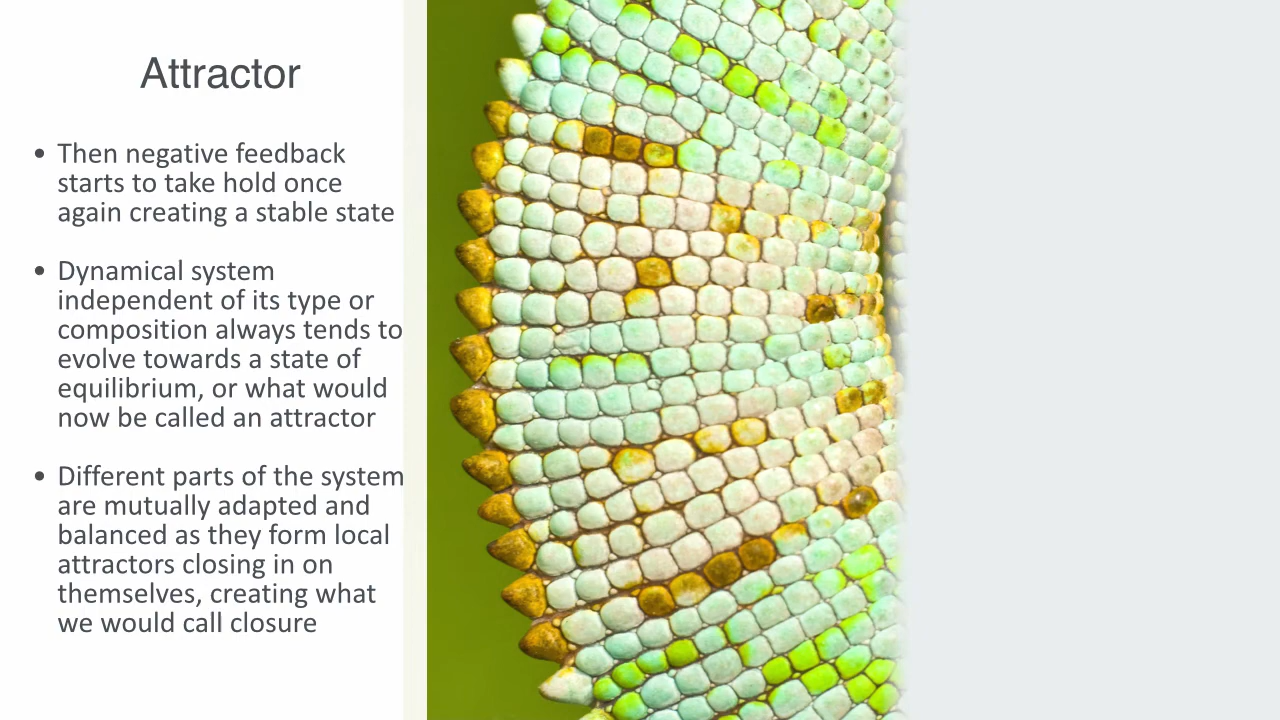 Attractor
• Then negative feedback
starts to take hold once
again creating a stable state
• Dynamical system
independent of its type or
composition always tends to
evolve towards a state of
equilibrium, or what would
now be called an attractor
• Different parts of the system
are mutually adapted and
balanced as they form local
attractors closing in on
themselves, creating what
we would call closure